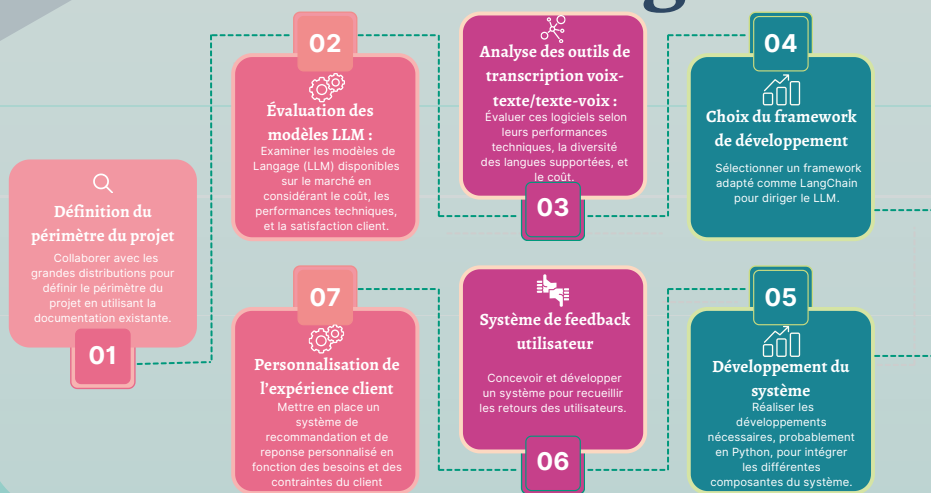 01
Définition du
périmètre du projet
Collaborer avec les
grandes distributions pour
définir le périmètre du
projet en utilisant la
documentation existante.
02
Évaluation des
modèles LLM :
Examiner les modèles de
Langage (LLM) disponibles
sur le marché en
considérant le coût, les
performances techniques,
et la satisfaction client.
Analyse des outils de
transcription voix-
texte/texte-voix :
Évaluer ces logiciels selon
leurs performances
techniques, la diversité
des langues supportées, et
le coût.
03
04
Choix du framework
de développement
Sélectionner un framework
adapté comme LangChain
pour diriger le LLM.
05
Développement du
système
Réaliser les
développements
nécessaires, probablement
en Python, pour intégrer
les différentes
composantes du système.
Système de feedback
utilisateur
Concevoir et développer
un système pour recueillir
les retours des utilisateurs.
06
07
Personnalisation de
l'expérience client
Mettre en place un
système de
recommandation et de
reponse personnalisé en
fonction des besoins et des
contraintes du client